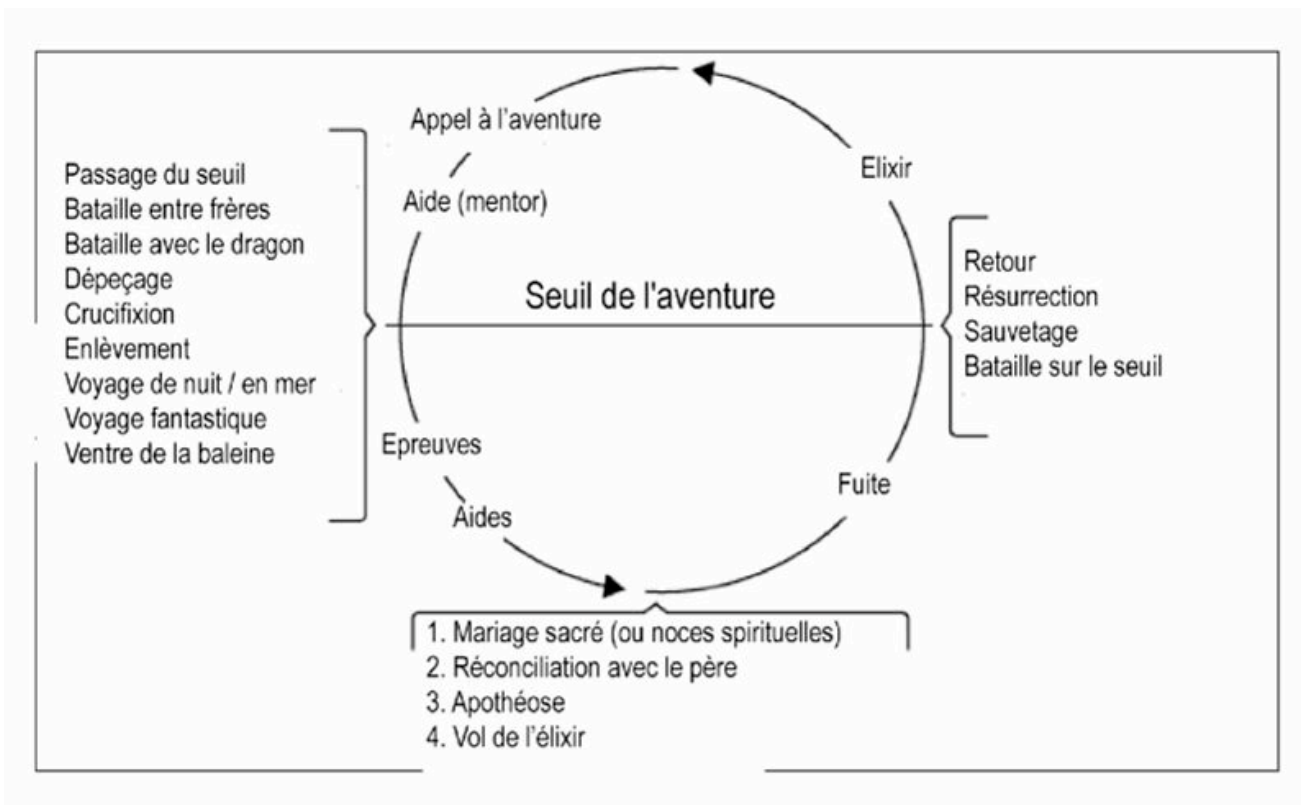 Appel à l'aventure
Aide (mentor)
Elixir
Passage du seuil
Bataille entre frères
Bataille avec le dragon
Dépeçage
Crucifixion
Enlèvement
Voyage de nuit / en mer
Voyage fantastique
Ventre de la baleine
Seuil de l'aventure
Retour
Résurrection
Sauvetage
Bataille sur le seuil
Epreuves
Aides
Fuite
1. Mariage sacré (ou noces spirituelles)
2. Réconciliation avec le père
3. Apothéose
4. Vol de l'élixir